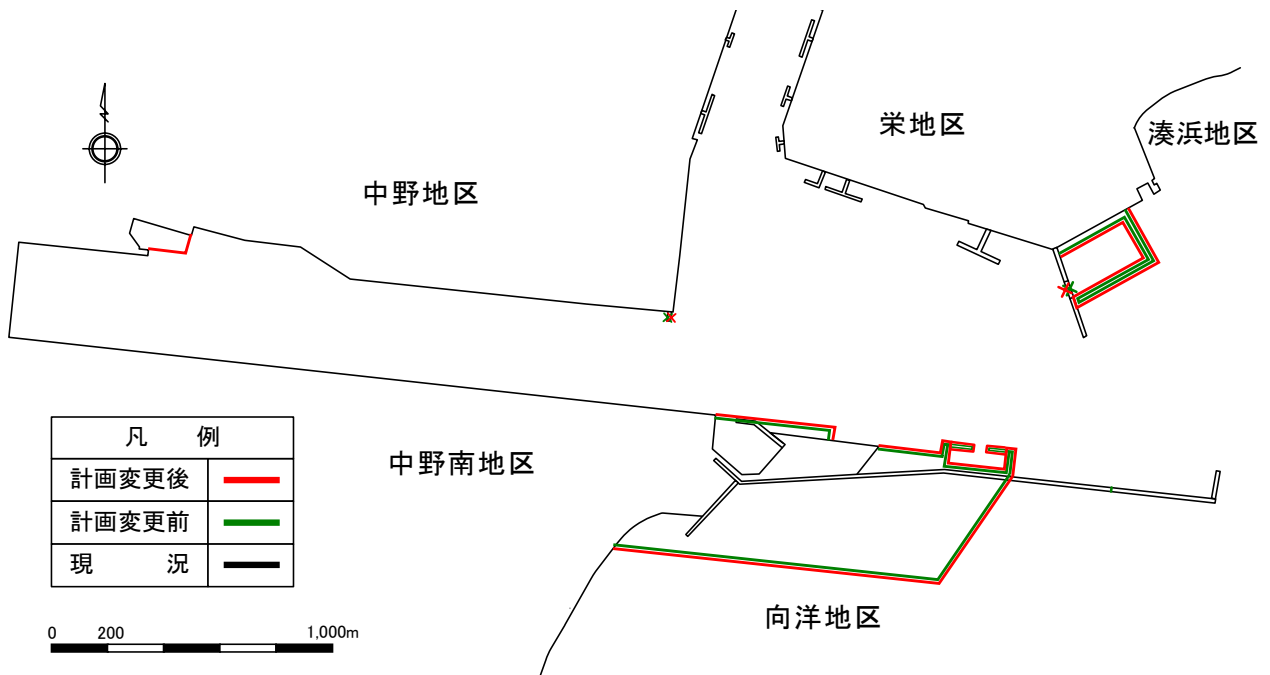 栄地区
湊浜地区
中野地区
凡 例
計画変更後
計画変更前
現 況
中野南地区
向洋地区
0 200 1,000m